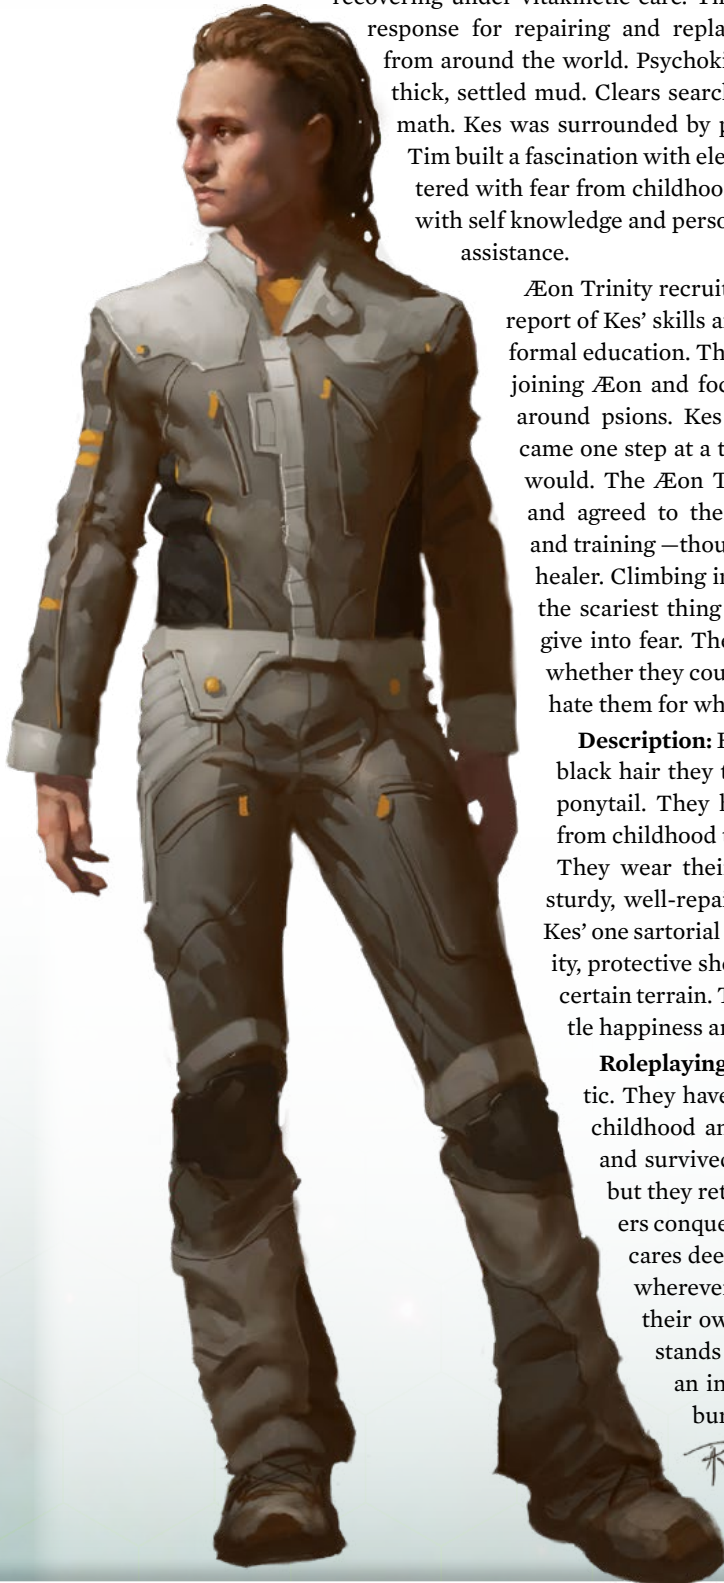 recovering under vitakinetic care. Th
response for repairing and repla
from around the world. Psychoki
thick, settled mud. Clears search
math. Kes was surrounded by p
Tim built a fascination with ele
tered with fear from childhoo
with self knowledge and perso
assistance.
Æon Trinity recruit
report of Kes’ skills a
formal education. Th
joining Æon and foc
around psions. Kes
came one step at a t
would. The Æon T
and agreed to the
and training —thou
healer. Climbing i
the scariest thing
give into fear. The
whether they cou
hate them for wh
Description:
black hair they t
ponytail. They h
from childhood
They wear thei
sturdy, well-repai
Kes’ one sartorial
ity, protective sh
certain terrain. T
tle happiness a
Roleplaying
tic. They have
childhood an
and survived
but they ret
ers conque
cares dee
wherever
their ow
stands
an in
bur